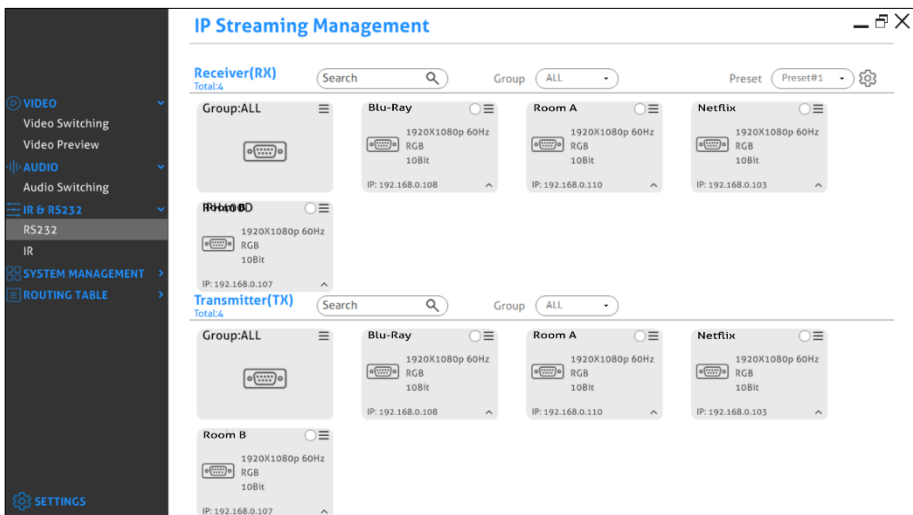 IP Streaming Management
VIDEO
Video Switching
Video Preview
AUDIO
Audio Switching
IR & RS232
RS232
IR
SYSTEM MANAGEMENT
ROUTING TABLE
SETTINGS
Receiver(RX)
Total:4
Search
Group ALL
Preset Preset#1
Group:ALL
Blu-Ray
1920X1080p 60Hz
RGB
10Bit
IP: 192.168.0.108
Room A
1920X1080p 60Hz
RGB
10Bit
IP: 192.168.0.110
Netflix
1920X1080p 60Hz
RGB
10Bit
IP: 192.168.0.103
1920X1080p 60Hz
RGB
10Bit
IP: 192.168.0.107
Transmitter(TX)
Total:4
Search
Group ALL
Group:ALL
Blu-Ray
1920X1080p 60Hz
RGB
10Bit
IP: 192.168.0.108
Room A
1920X1080p 60Hz
RGB
10Bit
IP: 192.168.0.110
Netflix
1920X1080p 60Hz
RGB
10Bit
IP: 192.168.0.103
Room B
1920X1080p 60Hz
RGB
10Bit
IP: 192.168.0.107